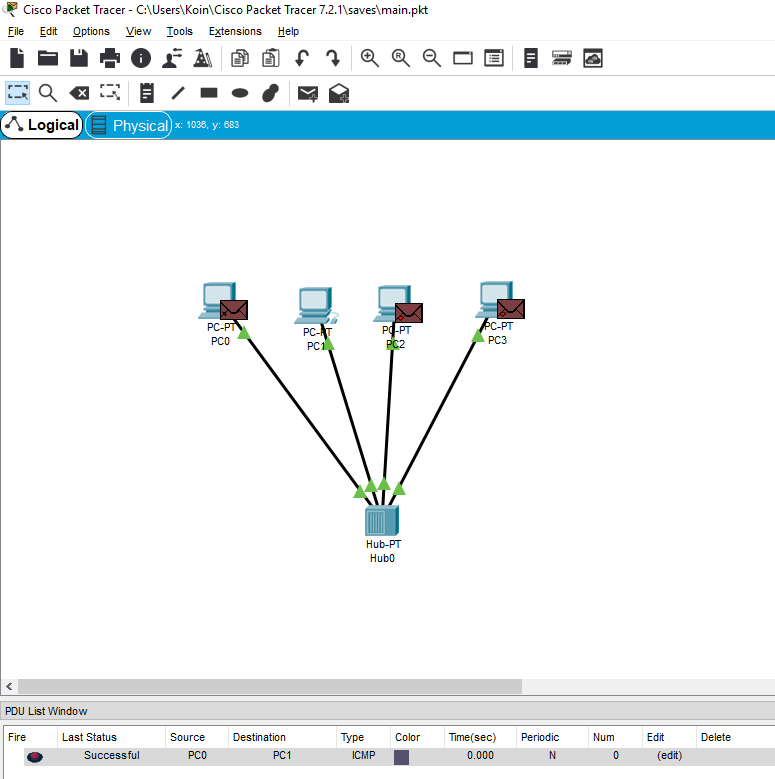 Cisco Packet Tracer - C:\Users\Koin\Cisco Packet Tracer 7.2.1\saves\main.pkt
File Edit Options View Tools Extensions Help
Logical Physical x: 1036, y: 683
PC-PT PC-PT PC-PT PC-PT
PC0 PC1 PC2 PC3
Hub-PT
Hub0
PDU List Window
Fire Last Status Source Destination Type Color Time(sec) Periodic Num Edit Delete
Successful PC0 PC1 ICMP 0.000 N 0 (edit)